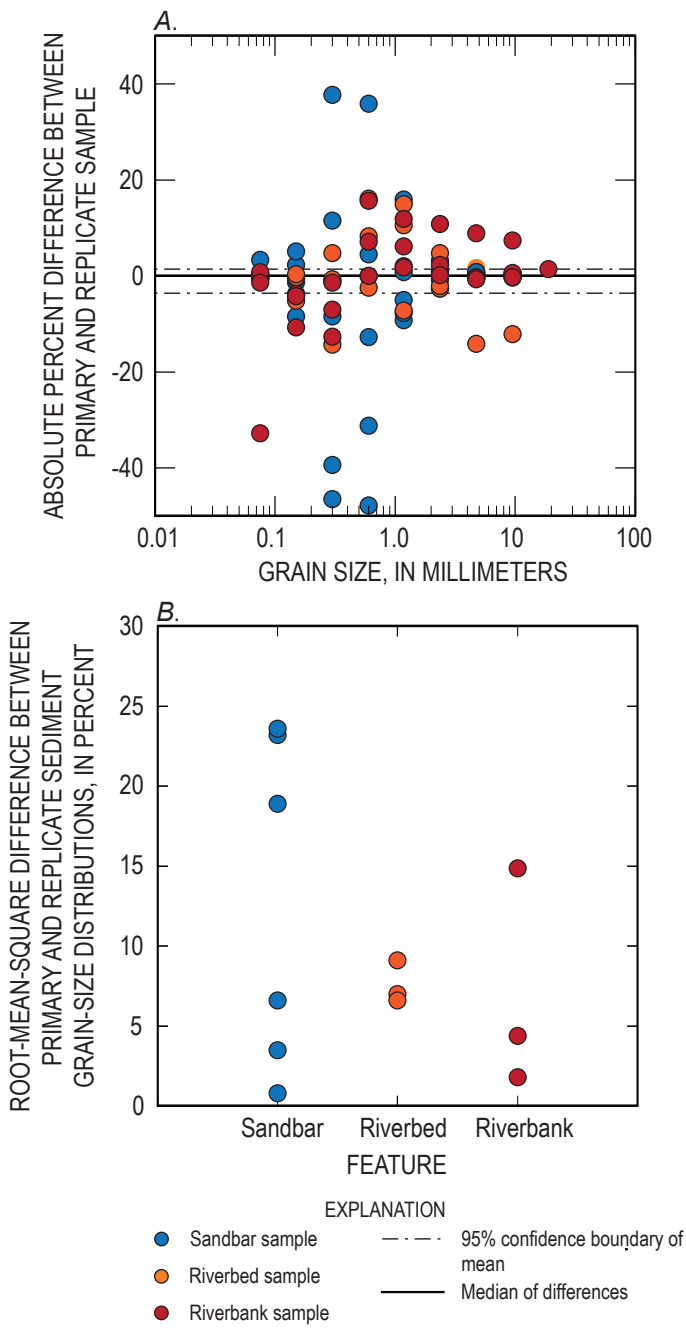 A.
ABSOLUTE PERCENT DIFFERENCE BETWEEN
PRIMARY AND REPLICATE SAMPLE
40
20
0
-20
-40
0.01
0.1
1.0
10
100
GRAIN SIZE, IN MILLIMETERS
B.
ROOT-MEAN-SQUARE DIFFERENCE BETWEEN
PRIMARY AND REPLICATE SEDIMENT
GRAIN-SIZE DISTRIBUTIONS, IN PERCENT
30
25
20
15
10
5
0
Sandbar
Riverbed
Riverbank
FEATURE
EXPLANATION
Sandbar sample
Riverbed sample
Riverbank sample
95% confidence boundary of
mean
Median of differences